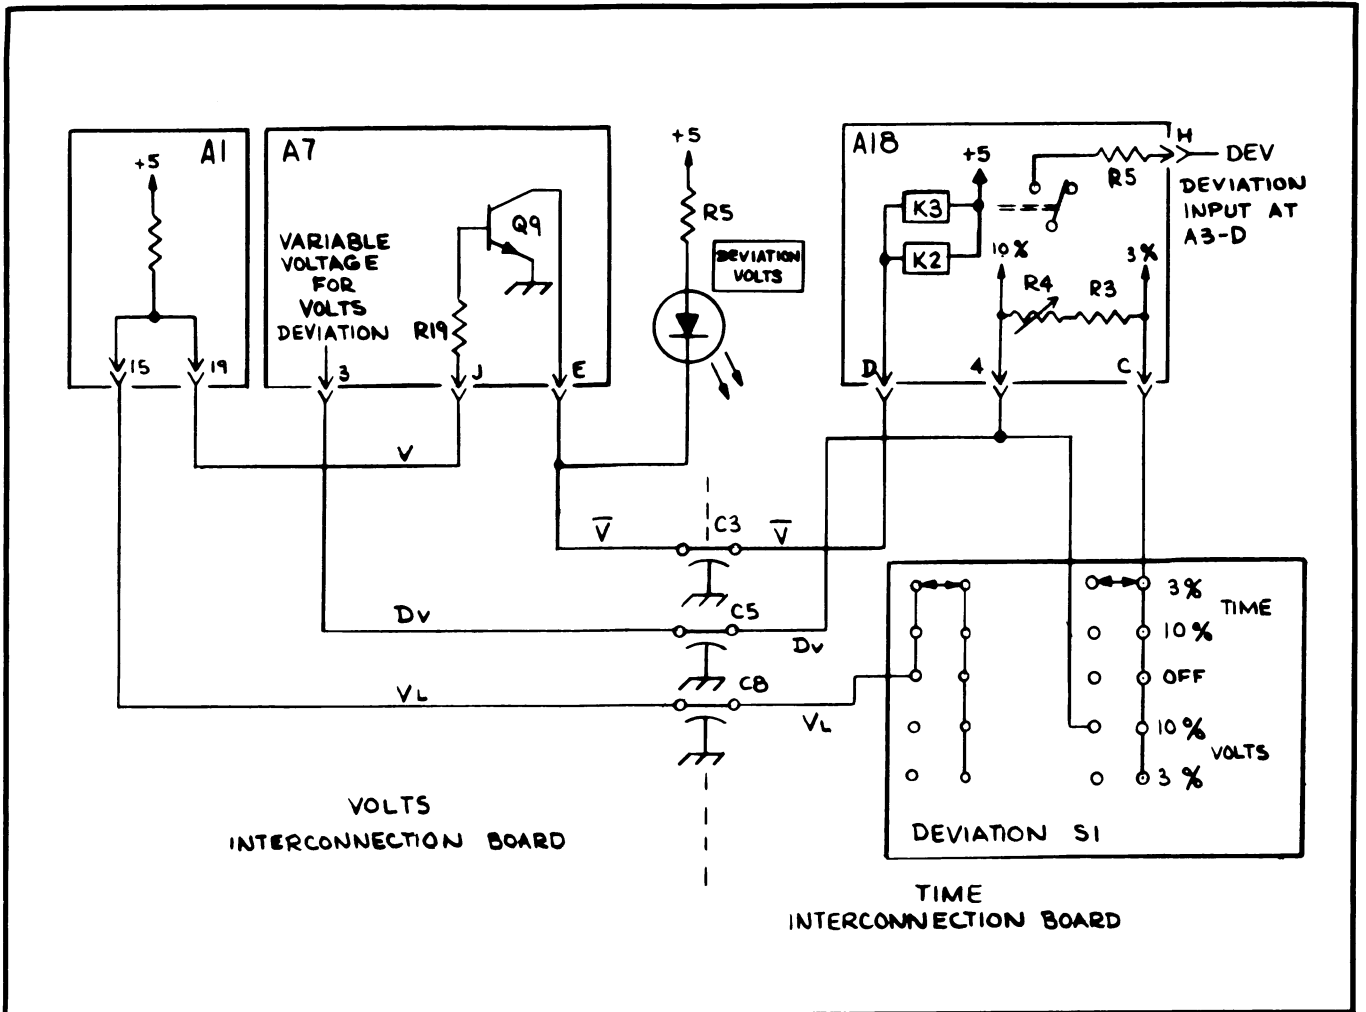 A1
+5
15
19
A7
VARIABLE
VOLTAGE
FOR
VOLTS
DEVIATION
Q9
R19
3
J
E
+5
R5
DEVIATION
VOLTS
A18
+5
K3
K2
R5
H
DEV
DEVIATION
INPUT AT
A3-D
10%
3%
R4
R3
D
4
C
V
V̅
C3
V̅
DV
C5
DV
VL
C8
VL
3%
TIME
10%
OFF
10%
VOLTS
3%
DEVIATION S1
VOLTS
INTERCONNECTION BOARD
TIME
INTERCONNECTION BOARD